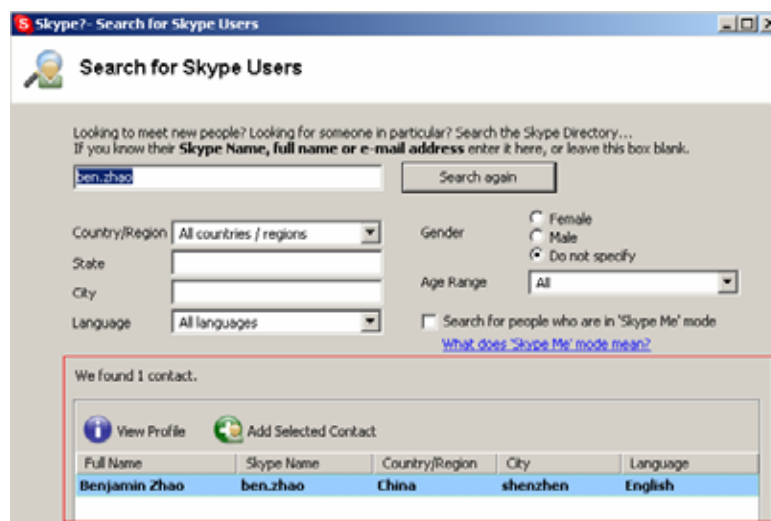 Skype?- Search for Skype Users
Search for Skype Users
Looking to meet new people? Looking for someone in particular? Search the Skype Directory...
If you know their Skype Name, full name or e-mail address enter it here, or leave this box blank.
ben.zhao Search again
Country/Region All countries / regions Gender Female
Male
State Do not specify
City Age Range All
Language All languages Search for people who are in 'Skype Me' mode
What does 'Skype Me' mode mean?
We found 1 contact.
View Profile Add Selected Contact
Full Name Skype Name Country/Region City Language
Benjamin Zhao ben.zhao China shenzhen English